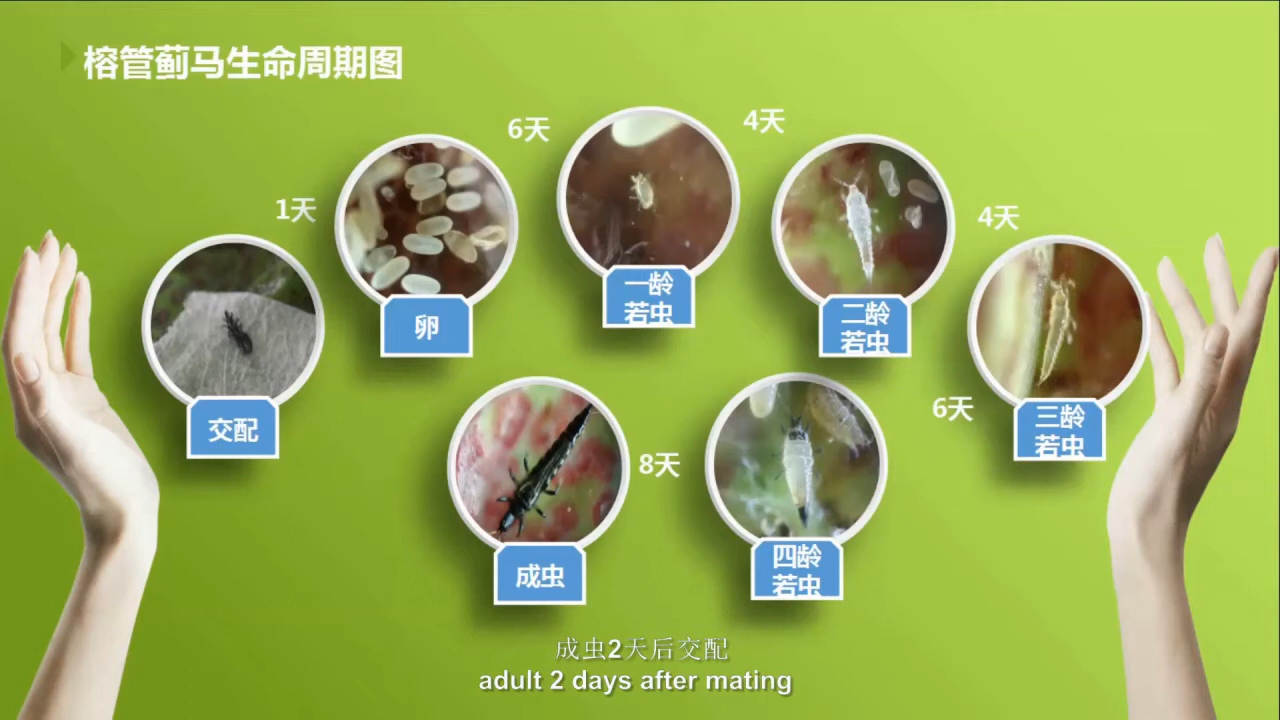 榕管蓟马生命周期图
1天
6天
4天
4天
6天
8天
交配
卵
一龄
若虫
二龄
若虫
三龄
若虫
四龄
若虫
成虫
成虫2天后交配
adult 2 days after mating